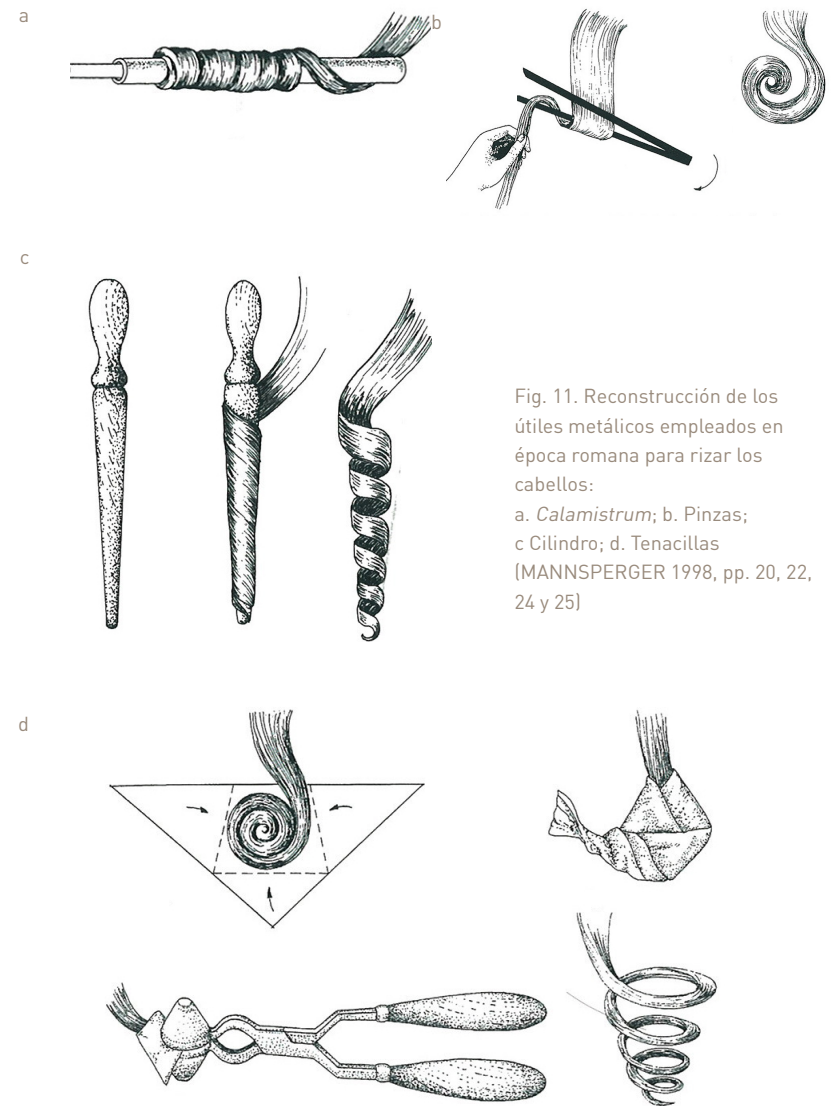 a
b
c
Fig. 11. Reconstrucción de los
útiles metálicos empleados en
época romana para rizar los
cabellos:
a. Calamistrum; b. Pinzas;
c Cilindro; d. Tenacillas
(MANNSPERGER 1998, pp. 20, 22,
24 y 25)
d